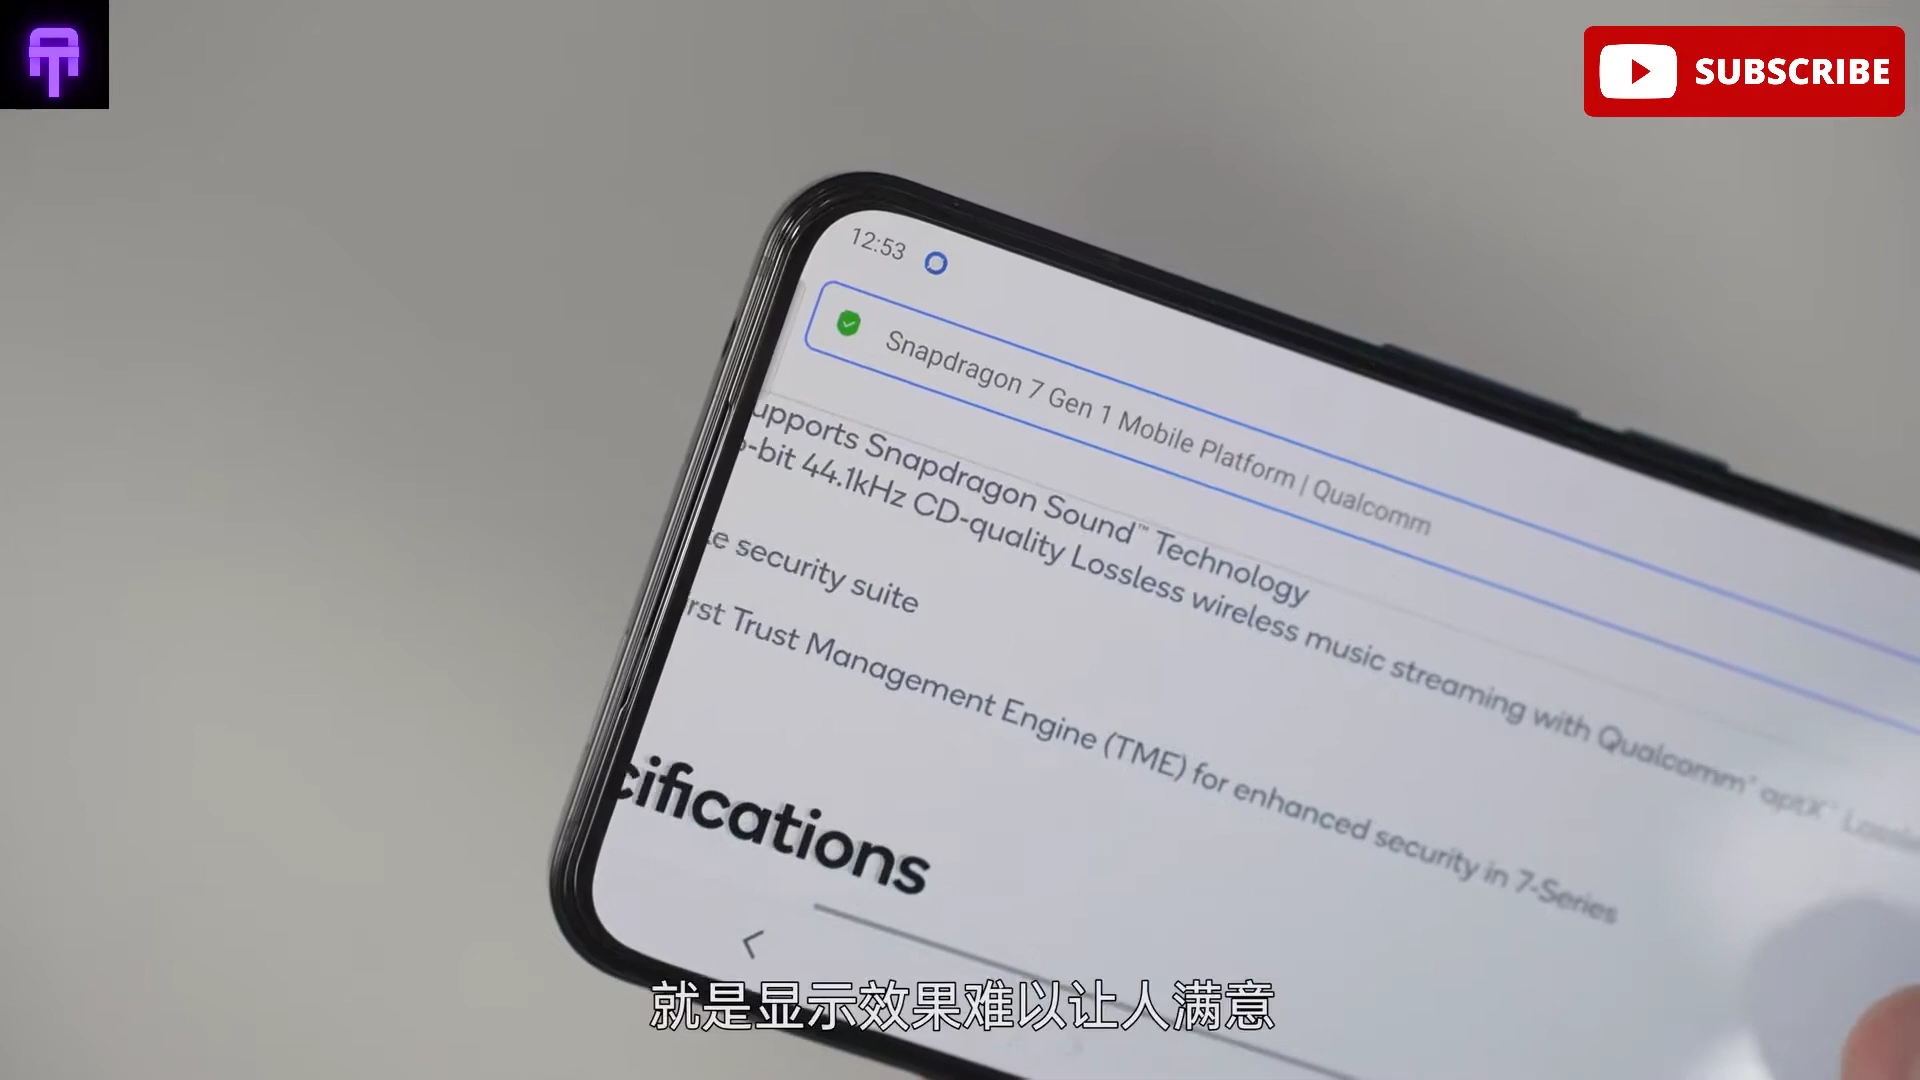 SUBSCRIBE
12:53
Snapdragon 7 Gen 1 Mobile Platform | Qualcomm
upports Snapdragon Sound™ Technology
-bit 44.1kHz CD-quality Lossless wireless music streaming with Qualcomm® aptX™
e security suite
rst Trust Management Engine (TME) for enhanced security in 7-Series
cifications
就是显示效果难以让人满意